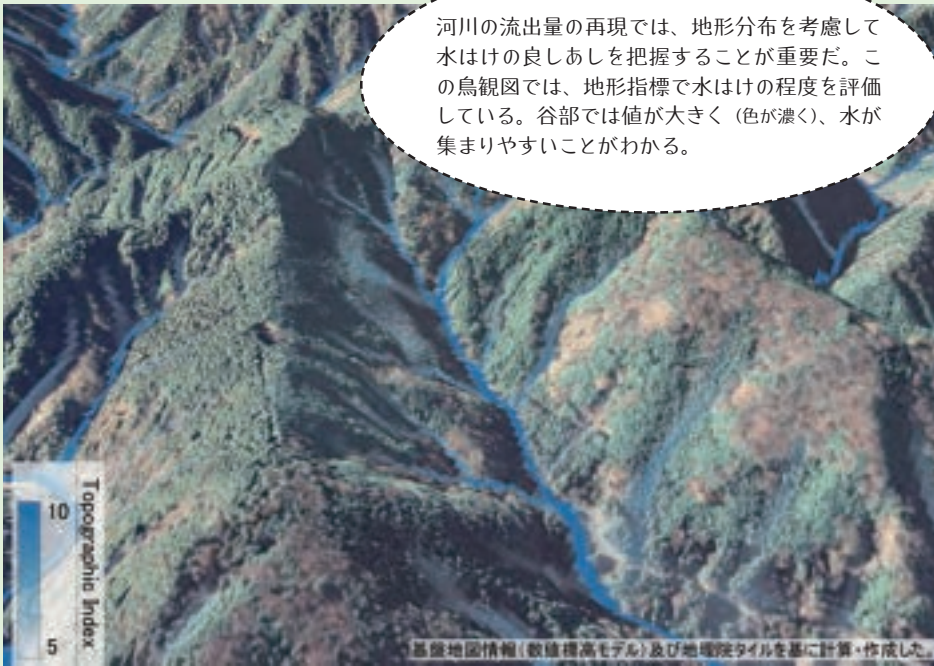 河川の流出量の再現では、地形分布を考慮して
水はけの良しあしを把握することが重要だ。こ
の鳥観図では、地形指標で水はけの程度を評価
している。谷部では値が大きく（色が濃く）、水が
集まりやすいことがわかる。
10
Topographic Index
5
基盤地図情報(数値標高モデル)及び地理院タイルを基に計算・作成した。